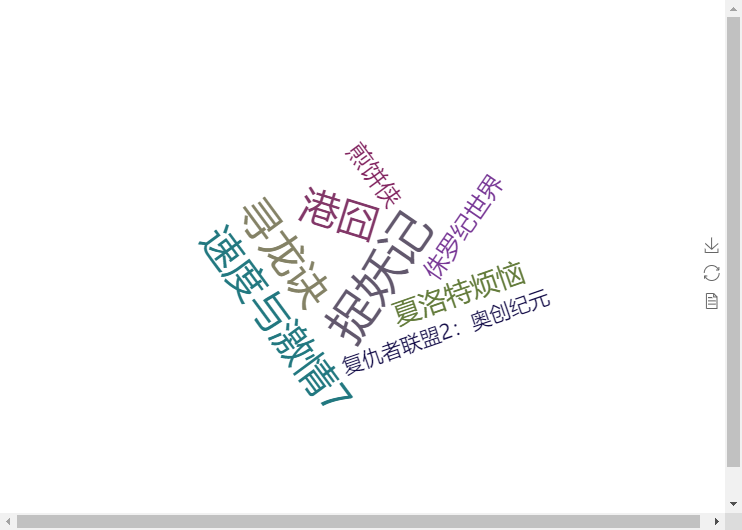 煎饼侠
侏罗纪世界
港囧
寻龙诀
捉妖记
速度与激情7
夏洛特烦恼
复仇者联盟2：奥创纪元